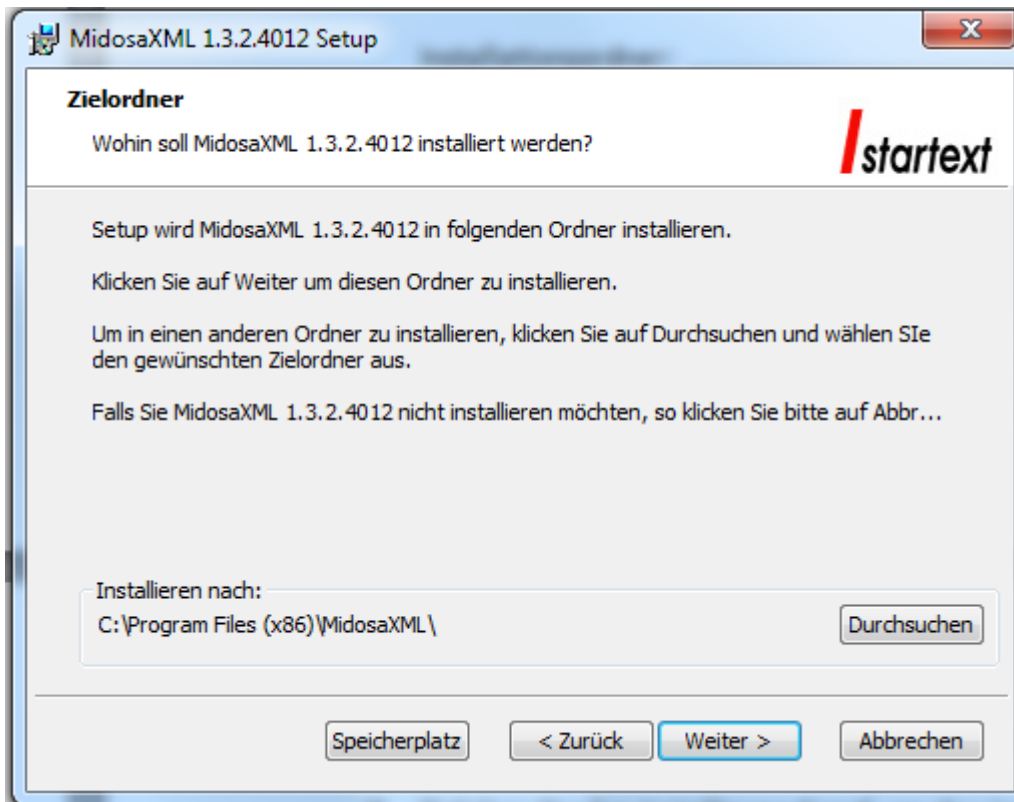 MidosaXML 1.3.2.4012 Setup
Zielordner
Wohin soll MidosaXML 1.3.2.4012 installiert werden?
startext
Setup wird MidosaXML 1.3.2.4012 in folgenden Ordner installieren.
Klicken Sie auf Weiter um diesen Ordner zu installieren.
Um in einen anderen Ordner zu installieren, klicken Sie auf Durchsuchen und wählen SIe
den gewünschten Zielordner aus.
Falls Sie MidosaXML 1.3.2.4012 nicht installieren möchten, so klicken Sie bitte auf Abbr...
Installieren nach:
C:\Program Files (x86)\MidosaXML\
Durchsuchen
Speicherplatz
< Zurück
Weiter >
Abbrechen